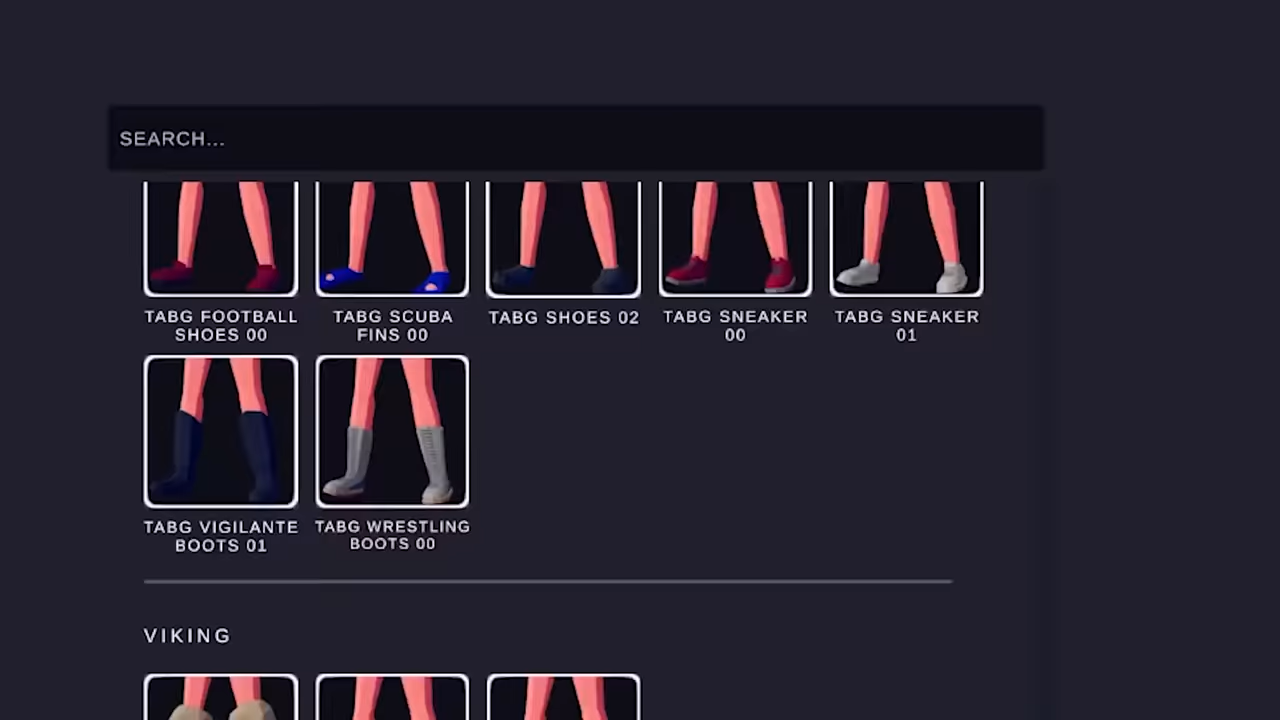 SEARCH...
TABG FOOTBALL
SHOES 00
TABG SCUBA
FINS 00
TABG SHOES 02
TABG SNEAKER
00
TABG SNEAKER
01
TABG VIGILANTE
BOOTS 01
TABG WRESTLING
BOOTS 00
VIKING